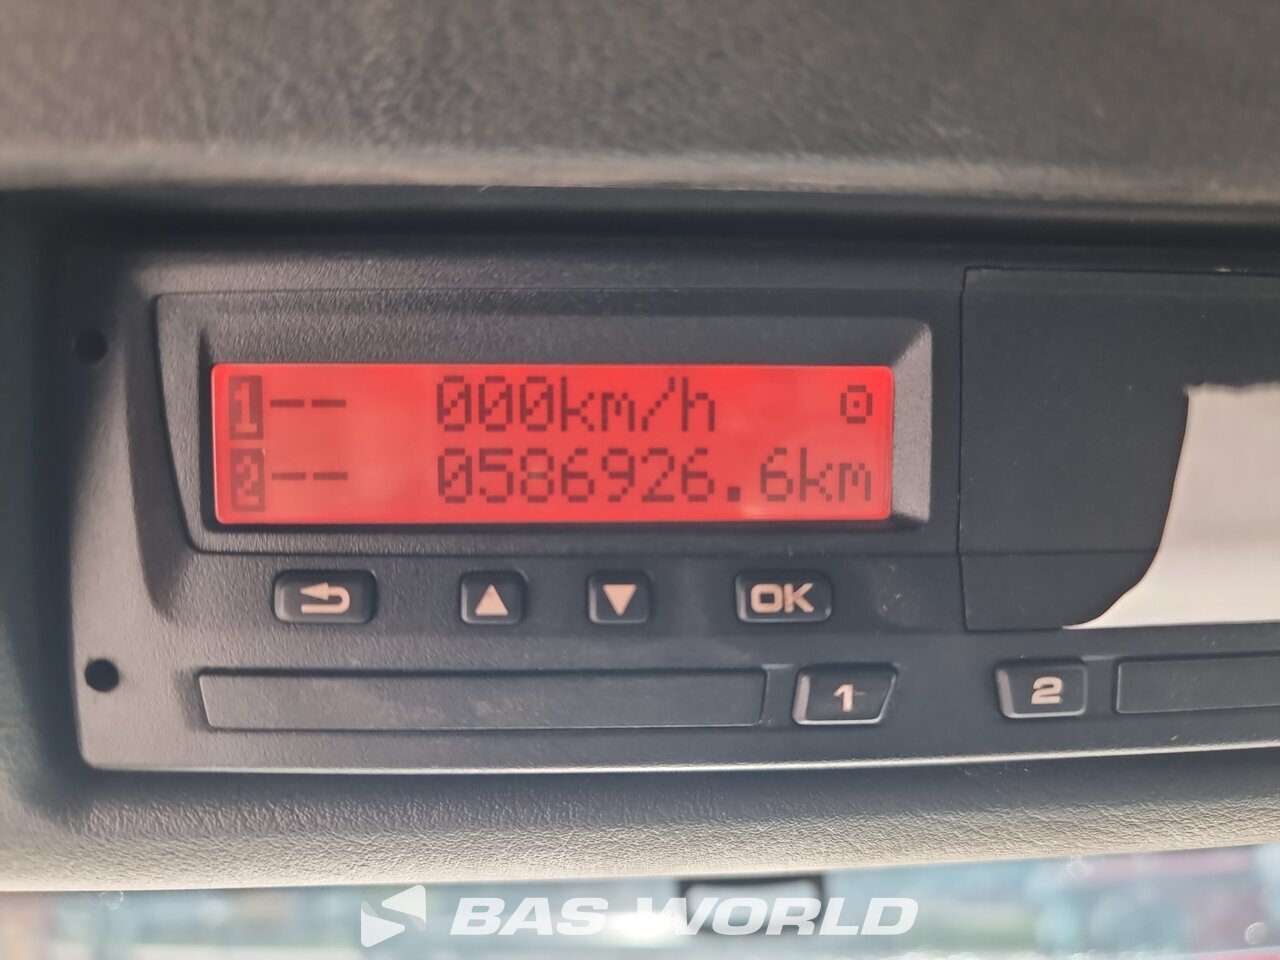 1-- 000km/h
2-- 0586926.6km
OK
1
2
BAS WORLD